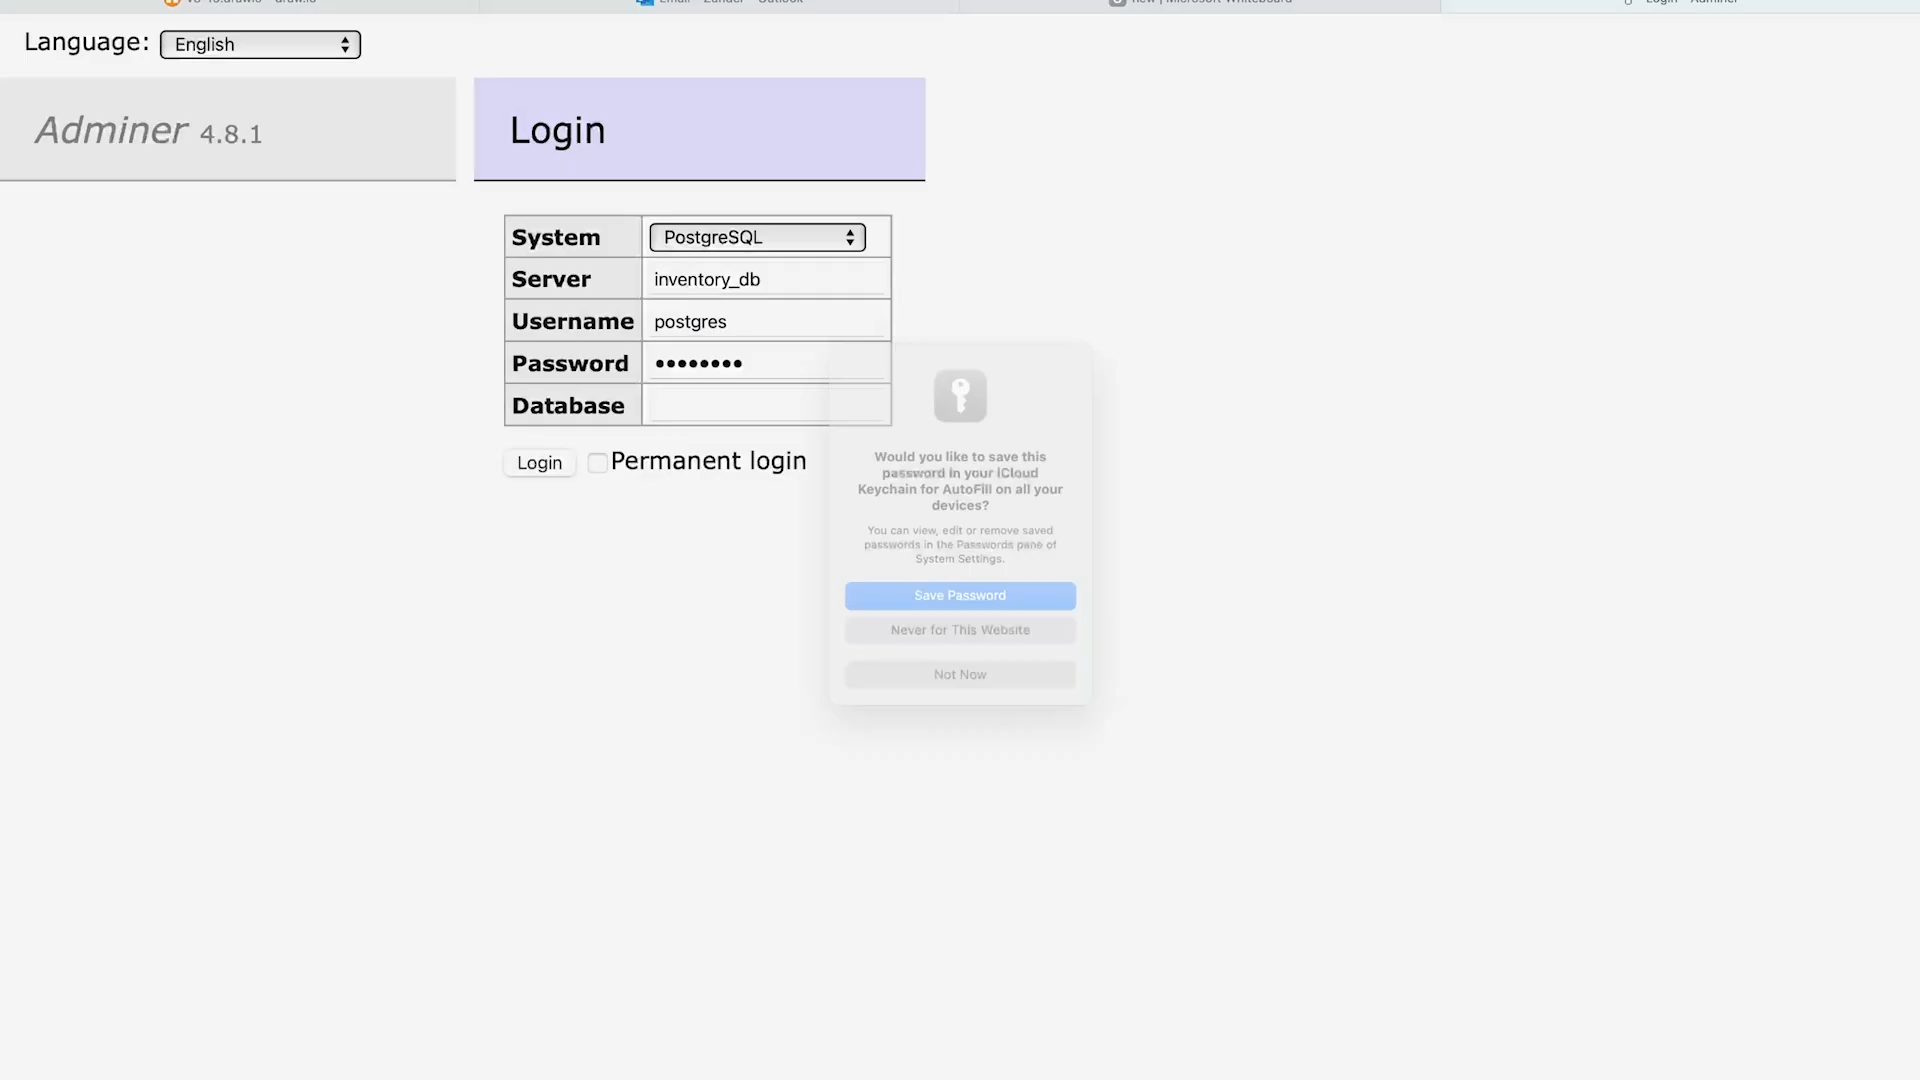 Language: English
Adminer 4.8.1
Login
System PostgreSQL
Server inventory_db
Username postgres
Password ••••••••
Database
Login Permanent login
Would you like to save this
password in your iCloud
Keychain for AutoFill on all your
devices?
You can view, edit or remove saved
passwords in the Passwords pane of
System Settings.
Save Password
Never for This Website
Not Now